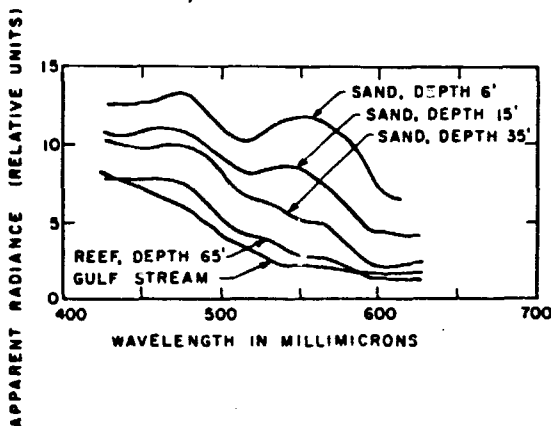 APPARENT RADIANCE (RELATIVE UNITS)
15
10
5
0
SAND, DEPTH 6'
SAND, DEPTH 15'
SAND, DEPTH 35'
REEF, DEPTH 65'
GULF STREAM
400 500 600 700
WAVELENGTH IN MILLIMICRONS